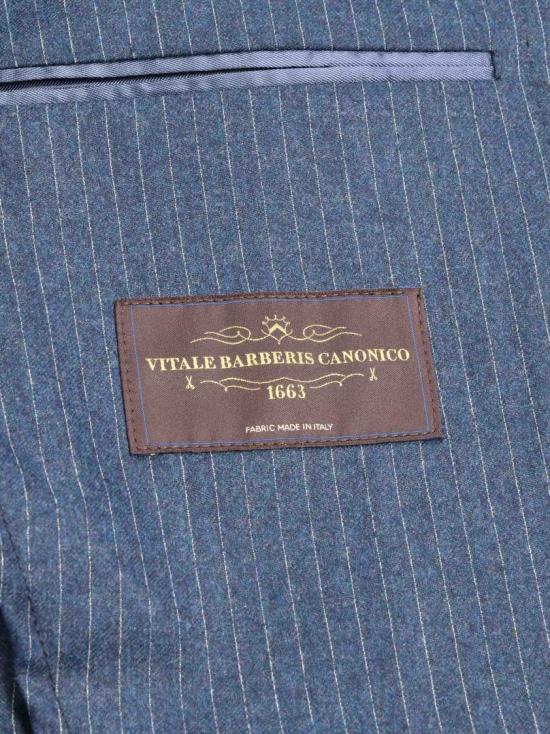 VITALE BARBERIS CANONICO
1663
FABRIC MADE IN ITALY